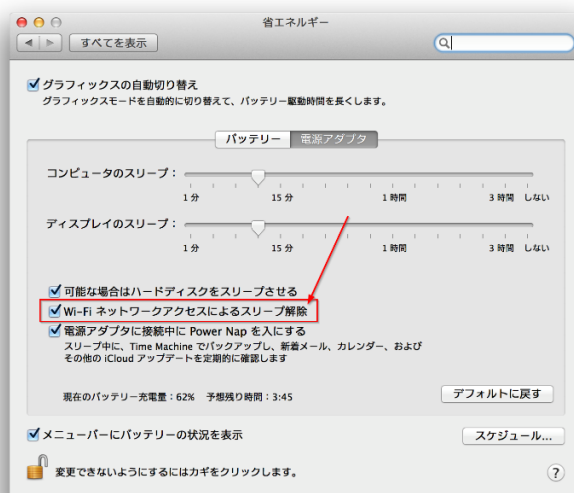 省エネルギー
すべてを表示
グラフィックスの自動切り替え
グラフィックスモードを自動的に切り替えて、バッテリー駆動時間を長くします。
バッテリー 電源アダプタ
コンピュータのスリープ：
1 分 15 分 1 時間 3 時間 しない
ディスプレイのスリープ：
1 分 15 分 1 時間 3 時間 しない
可能な場合はハードディスクをスリープさせる
Wi-Fi ネットワークアクセスによるスリープ解除
電源アダプタに接続中に Power Nap を入にする
スリープ中に、Time Machine でバックアップし、新着メール、カレンダー、および
その他の iCloud アップデートを定期的に確認します
現在のバッテリー充電量：62% 予想残り時間：3:45 デフォルトに戻す
メニューバーにバッテリーの状況を表示 スケジュール...
変更できないようにするにはカギをクリックします。 ?